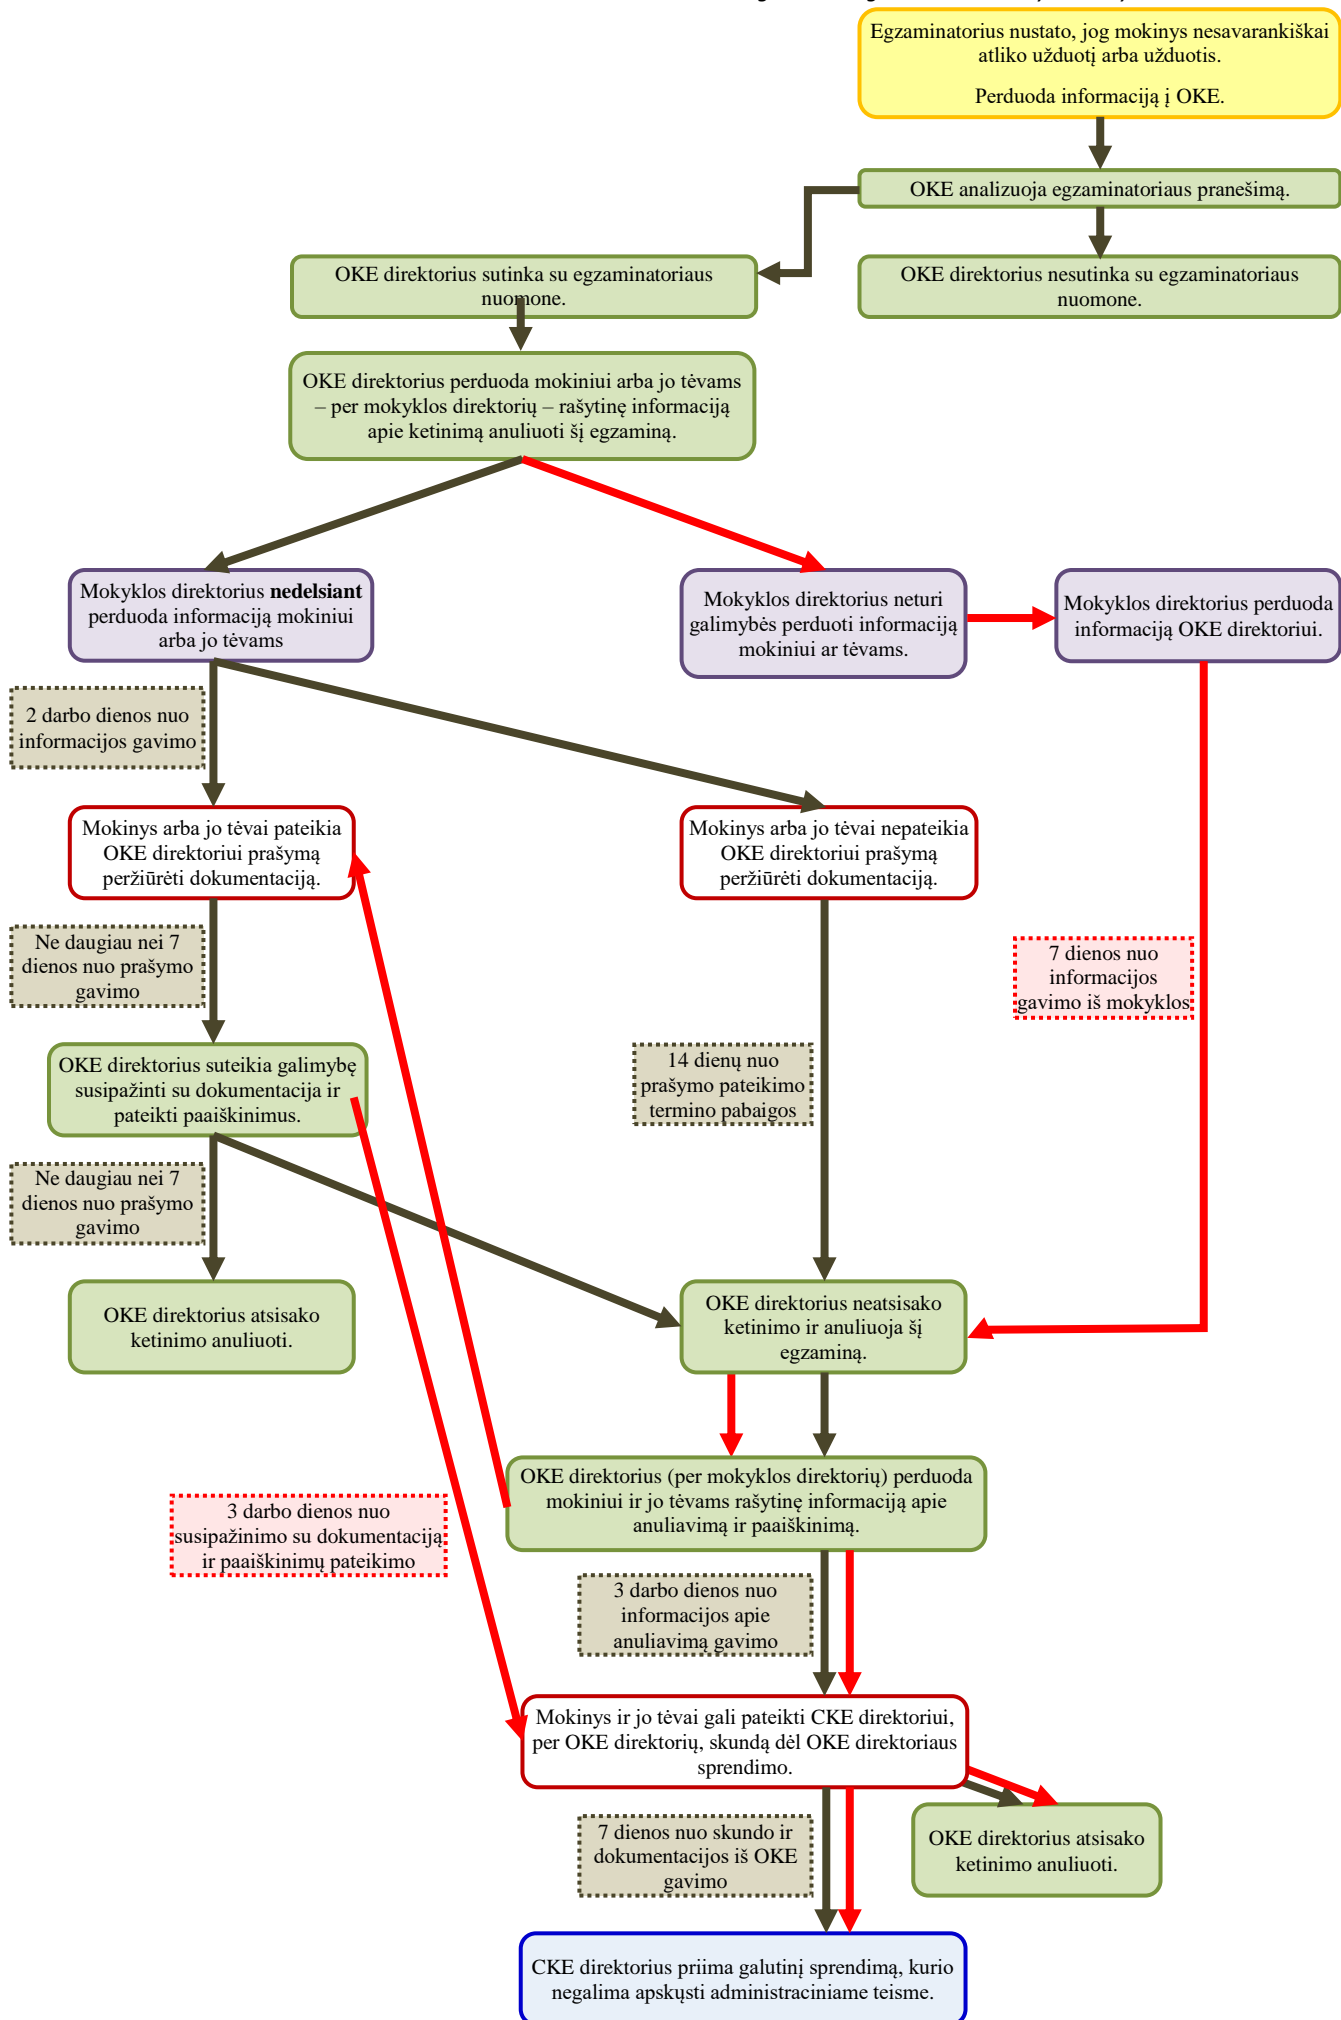 Egzaminatorius nustato, jog mokinys nesavarankiškai
atliko užduotį arba užduotis.
Perduoda informaciją į OKE.
OKE analizuoja egzaminatoriaus pranešimą.
OKE direktorius sutinka su egzaminatoriaus
nuomone.
OKE direktorius nesutinka su egzaminatoriaus
nuomone.
OKE direktorius perduoda mokiniui arba jo tėvams
– per mokyklos direktorių – rašytinę informaciją
apie ketinimą anuliuoti šį egzaminą.
Mokyklos direktorius nedelsiant
perduoda informaciją mokiniui
arba jo tėvams
Mokyklos direktorius neturi
galimybės perduoti informaciją
mokiniui ar tėvams.
Mokyklos direktorius perduoda
informaciją OKE direktoriui.
2 darbo dienos nuo
informacijos gavimo
Mokinys arba jo tėvai pateikia
OKE direktoriui prašymą
peržiūrėti dokumentaciją.
Mokinys arba jo tėvai nepateikia
OKE direktoriui prašymą
peržiūrėti dokumentaciją.
Ne daugiau nei 7
dienos nuo prašymo
gavimo
7 dienos nuo
informacijos
gavimo iš mokyklos
OKE direktorius suteikia galimybę
susipažinti su dokumentacija ir
pateikti paaiškinimus.
14 dienų nuo
prašymo pateikimo
termino pabaigos
Ne daugiau nei 7
dienos nuo prašymo
gavimo
OKE direktorius atsisako
ketinimo anuliuoti.
OKE direktorius neatsisako
ketinimo ir anuliuoja šį
egzaminą.
OKE direktorius (per mokyklos direktorių) perduoda
mokiniui ir jo tėvams rašytinę informaciją apie
anuliavimą ir paaiškinimą.
3 darbo dienos nuo
susipažinimo su dokumentaciją
ir paaiškinimų pateikimo
3 darbo dienos nuo
informacijos apie
anuliavimą gavimo
Mokinys ir jo tėvai gali pateikti CKE direktoriui,
per OKE direktorių, skundą dėl OKE direktoriaus
sprendimo.
7 dienos nuo skundo ir
dokumentacijos iš OKE
gavimo
OKE direktorius atsisako
ketinimo anuliuoti.
CKE direktorius priima galutinį sprendimą, kurio
negalima apskųsti administraciniame teisme.